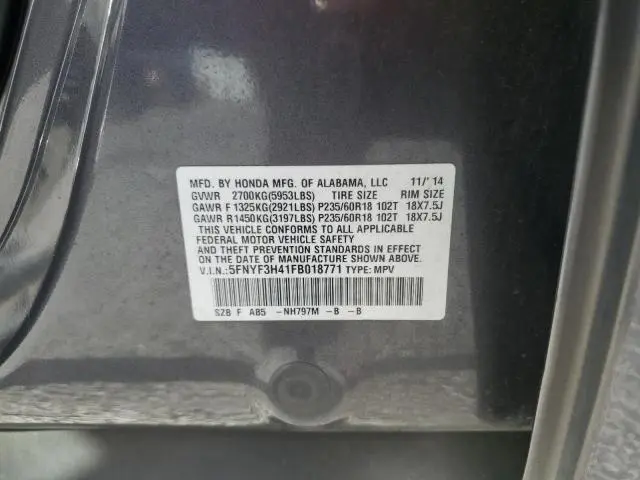 MFD. BY HONDA MFG. OF ALABAMA, LLC 11/'14
GVWR 2700KG(5953LBS) TIRE SIZE RIM SIZE
GAWR F 1325KG(2921LBS) P235/60R18 102T 18X7.5J
GAWR R1450KG(3197LBS) P235/60R18 102T 18X7.5J
THIS VEHICLE CONFORMS TO ALL APPLICABLE
FEDERAL MOTOR VEHICLE SAFETY
AND THEFT PREVENTION STANDARDS IN EFFECT
ON THE DATE OF MANUFACTURE SHOWN ABOVE.
V.I.N.:5FNYF3H41FB018771 TYPE: MPV
SZB F AB5 -NH797M -B -B